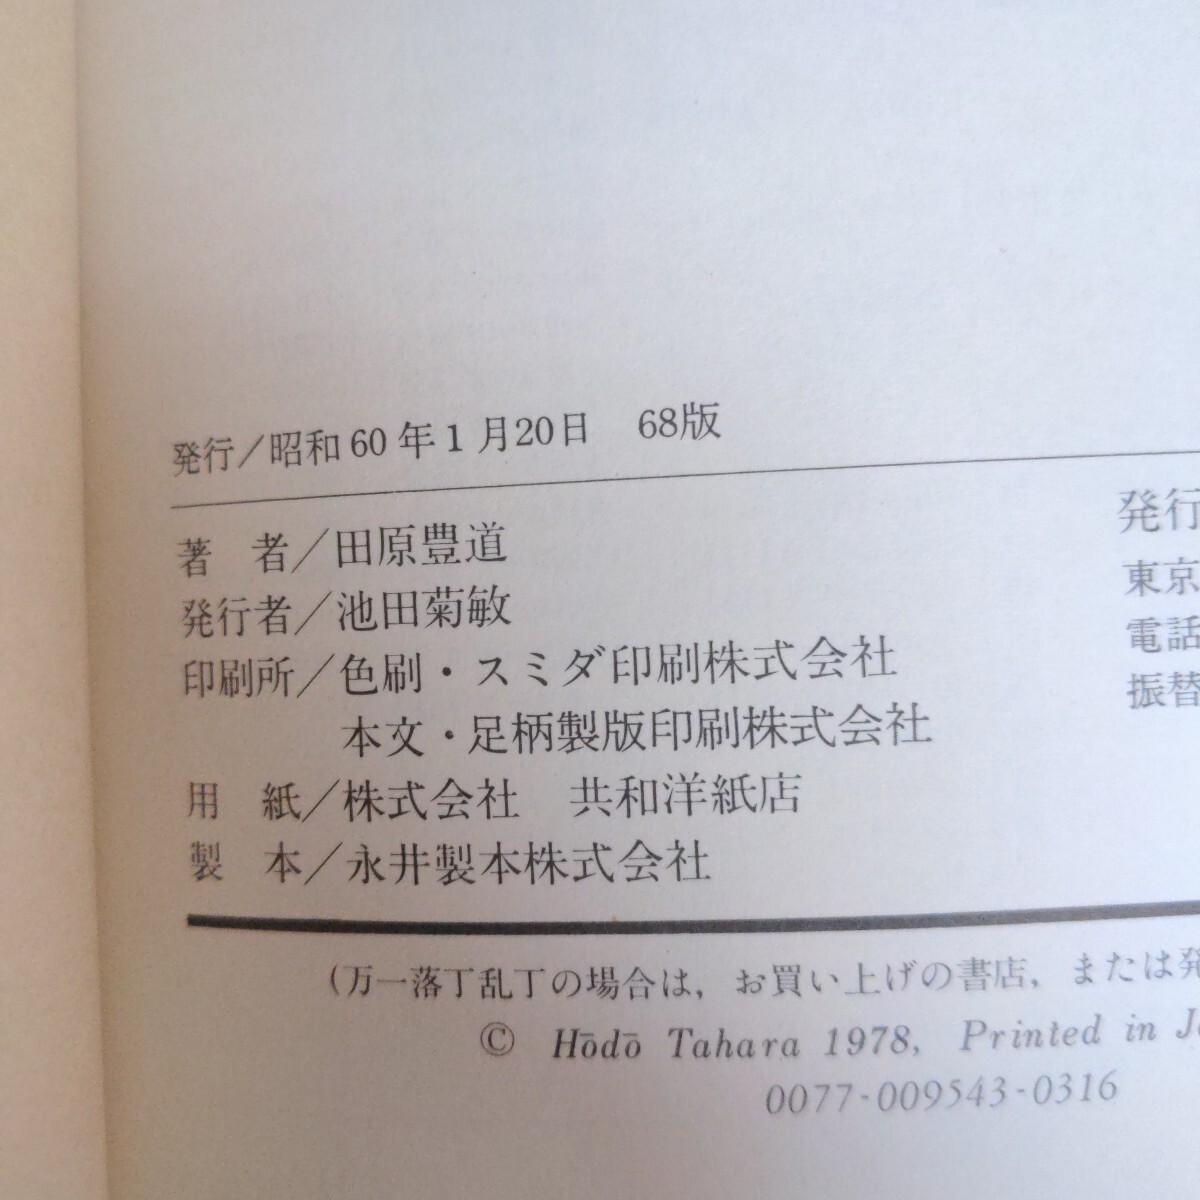 発行／昭和60年1月20日　68版
著　者／田原豊道
発行者／池田菊敏
印刷所／色刷・スミダ印刷株式会社
本文・足柄製版印刷株式会社
用　紙／株式会社　共和洋紙店
製　本／永井製本株式会社
発行
東京
電話
振替
(万一落丁乱丁の場合は，お買い上げの書店，または発
© Hōdō Tahara 1978, Printed in J
0077-009543-0316